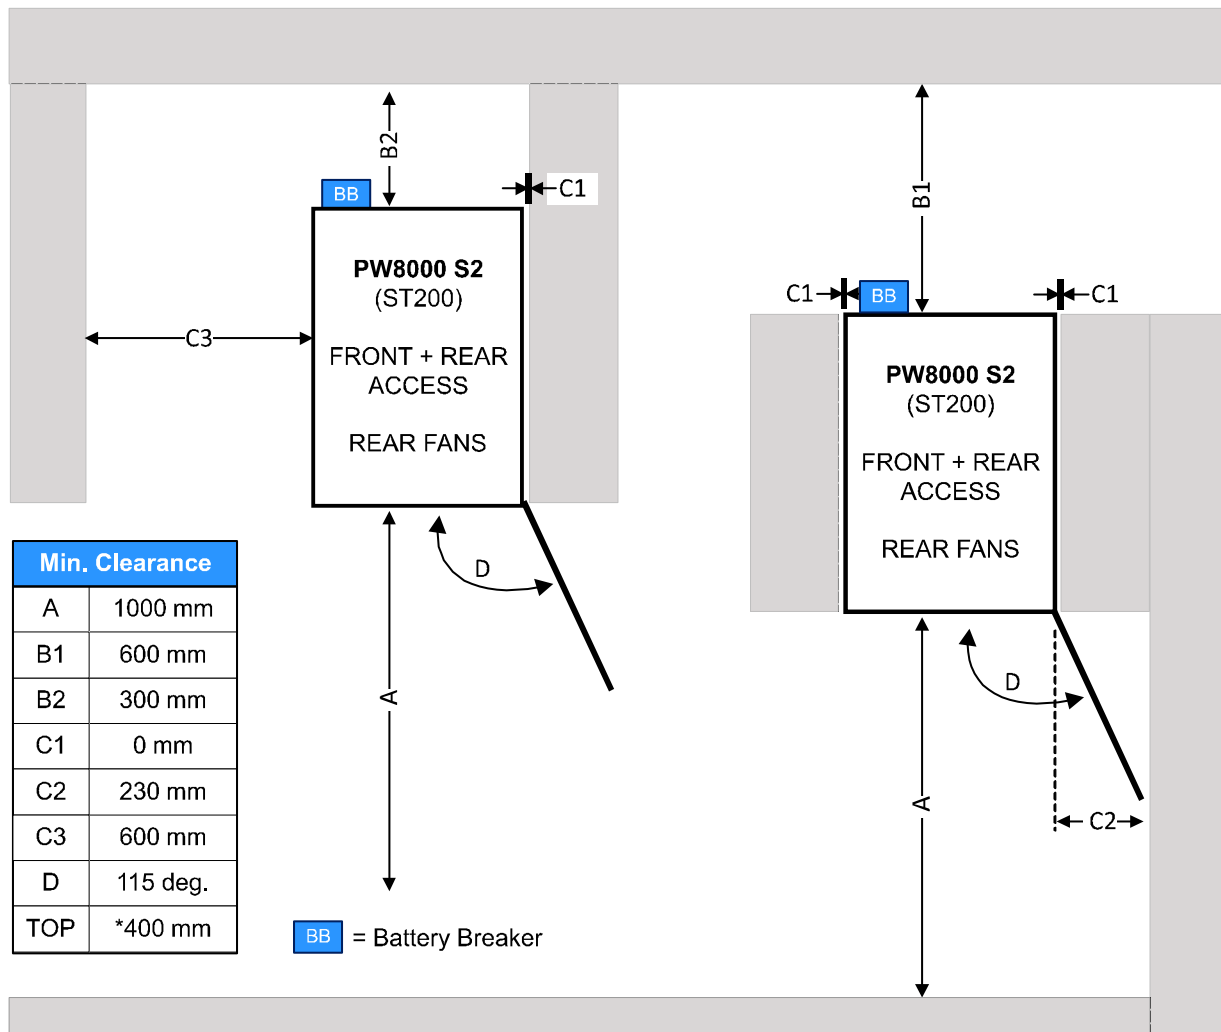 B2
BB
C1
PW8000 S2
(ST200)
FRONT + REAR
ACCESS
REAR FANS
C3
A
D
B1
C1
BB
C1
PW8000 S2
(ST200)
FRONT + REAR
ACCESS
REAR FANS
D
A
C2
Min. Clearance
A 1000 mm
B1 600 mm
B2 300 mm
C1 0 mm
C2 230 mm
C3 600 mm
D 115 deg.
TOP *400 mm
BB = Battery Breaker